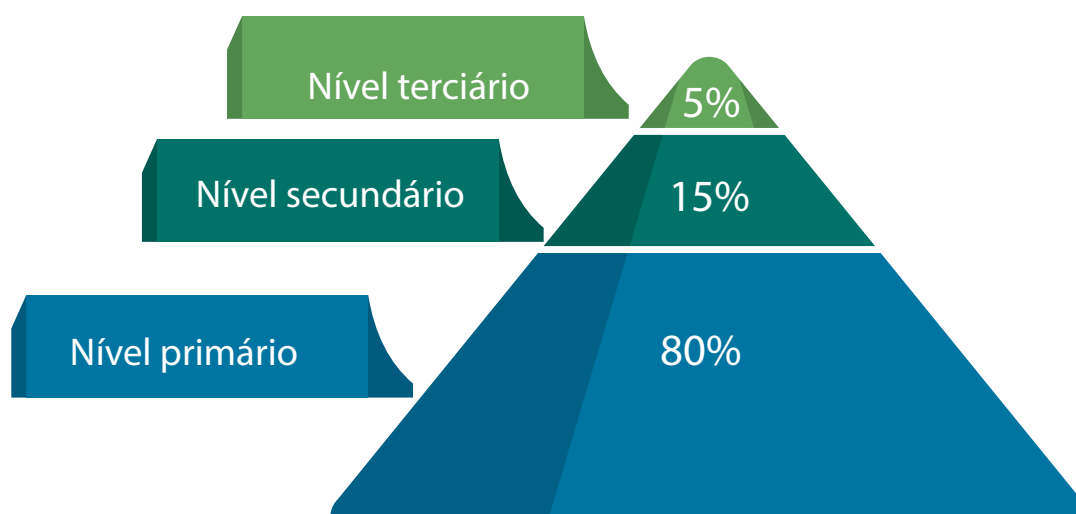 Nível terciário
5%
Nível secundário
15%
Nível primário
80%